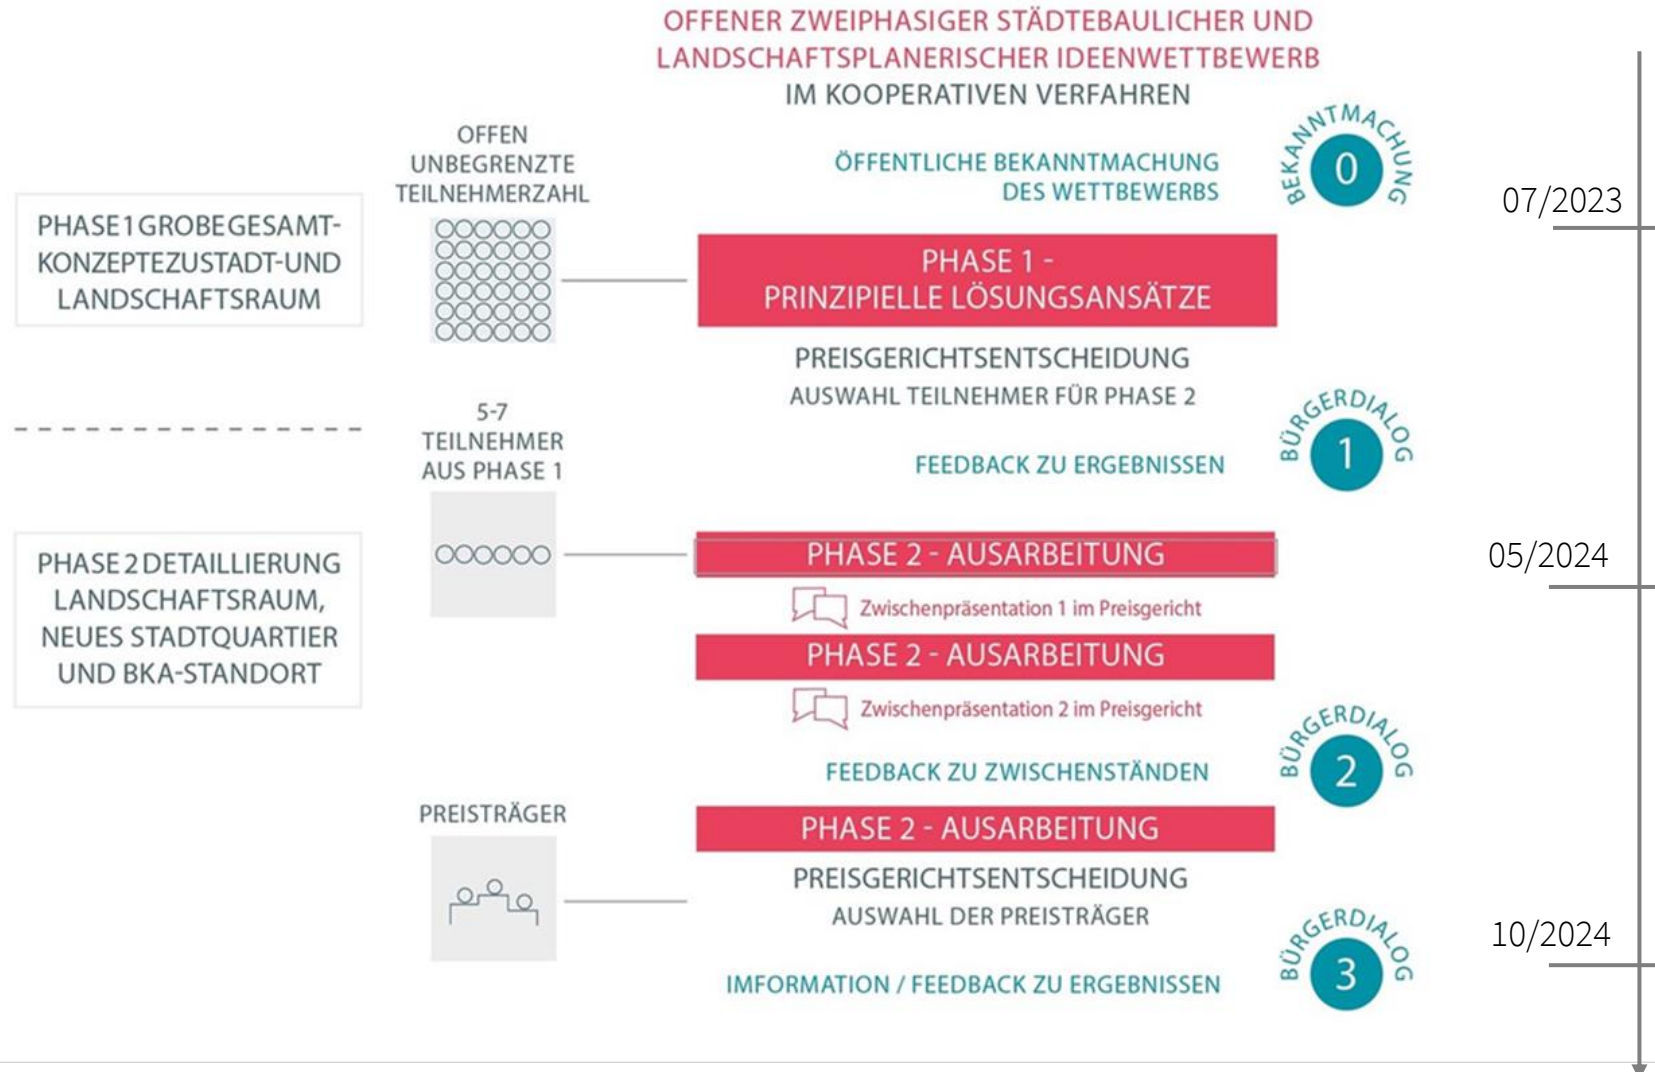 OFFENER ZWEIPHASIGER STÄDTEBAULICHER UND
LANDSCHAFTSPLANERISCHER IDEENWETTBEWERB
IM KOOPERATIVEN VERFAHREN
OFFEN
UNBEGRENZTE
TEILNEHMERZAHL
ÖFFENTLICHE BEKANNTMACHUNG
DES WETTBEWERBS
BEKANNTMACHUNG
0
07/2023
PHASE 1 GROBE GESAMT-
KONZEPTE ZU STADT- UND
LANDSCHAFTSRAUM
PHASE 1 -
PRINZIPIELLE LÖSUNGSANSÄTZE
PREISGERICHTSENTSCHEIDUNG
AUSWAHL TEILNEHMER FÜR PHASE 2
5-7
TEILNEHMER
AUS PHASE 1
FEEDBACK ZU ERGEBNISSEN
BÜRGERDIALOG
1
PHASE 2 DETAILLIERUNG
LANDSCHAFTSRAUM,
NEUES STADTQUARTIER
UND BKA-STANDORT
PHASE 2 - AUSARBEITUNG
05/2024
Zwischenpräsentation 1 im Preisgericht
PHASE 2 - AUSARBEITUNG
Zwischenpräsentation 2 im Preisgericht
FEEDBACK ZU ZWISCHENSTÄNDEN
BÜRGERDIALOG
2
PREISTRÄGER
PHASE 2 - AUSARBEITUNG
PREISGERICHTSENTSCHEIDUNG
AUSWAHL DER PREISTRÄGER
10/2024
IMFORMATION / FEEDBACK ZU ERGEBNISSEN
BÜRGERDIALOG
3